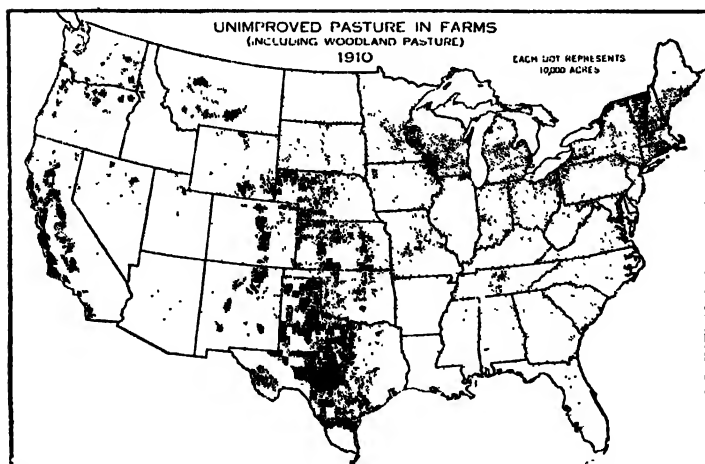 UNIMPROVED PASTURE IN FARMS
(INCLUDING WOODLAND PASTURE)
1910
EACH DOT REPRESENTS
10,000 ACRES